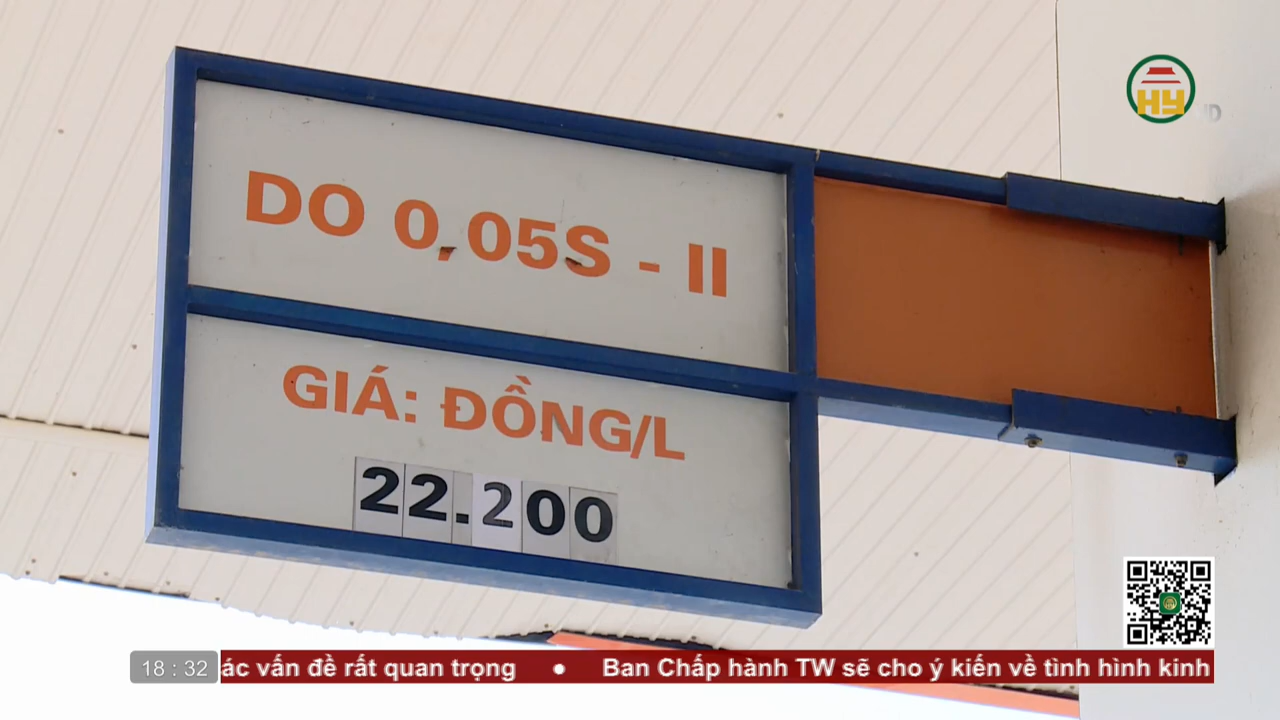 HY
DO 0,05S - II
GIÁ: ĐỒNG/L
22.200
18 : 32 ác vấn đề rất quan trọng ● Ban Chấp hành TW sẽ cho ý kiến về tình hình kinh